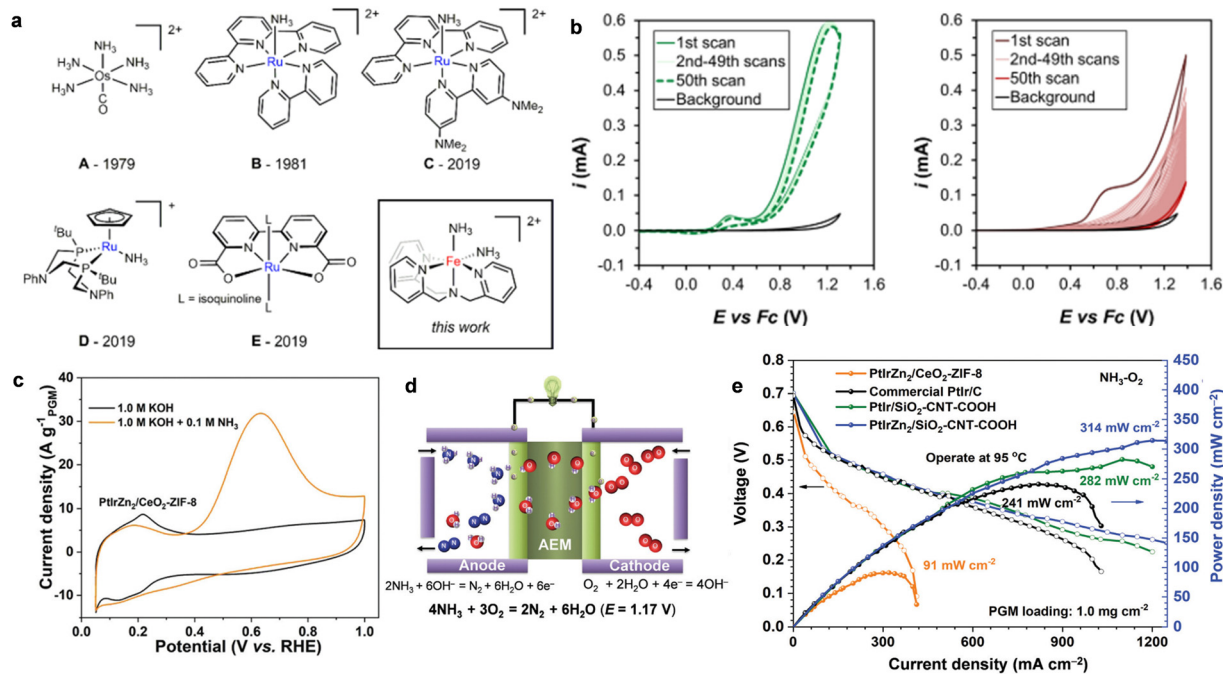 a
2+
NH3
H3N
NH3
Os
H3N
NH3
CO
A - 1979
2+
NH3
N
N
N
Ru
N
N
B - 1981
2+
NH3
N
N
N
Ru
N
N
NMe2
NMe2
C - 2019
+
tBu
P
Ru
P
NH3
PhN
tBu
NPh
D - 2019
L
N
N
O
O
Ru
O
O
L = isoquinoline
L
E - 2019
2+
NH3
NH3
N
Fe
N
N
N
this work
b
i (mA)
0.6
0.5
0.4
0.3
0.2
0.1
0.0
-0.1
1st scan
2nd-49th scans
50th scan
Background
-0.4 0.0 0.4 0.8 1.2 1.6
E vs Fc (V)
i (mA)
0.6
0.5
0.4
0.3
0.2
0.1
0.0
-0.1
1st scan
2nd-49th scans
50th scan
Background
-0.4 0.0 0.4 0.8 1.2 1.6
E vs Fc (V)
c
Current density (A g⁻¹PGM)
40
30
20
10
0
-10
1.0 M KOH
1.0 M KOH + 0.1 M NH3
PtIrZn2/CeO2-ZIF-8
0.0 0.2 0.4 0.6 0.8 1.0
Potential (V vs. RHE)
d
AEM
Anode
Cathode
2NH3 + 6OH⁻ = N2 + 6H2O + 6e⁻
O2 + 2H2O + 4e⁻ = 4OH⁻
4NH3 + 3O2 = 2N2 + 6H2O (E = 1.17 V)
e
Voltage (V)
0.8
0.7
0.6
0.5
0.4
0.3
0.2
0.1
0.0
PtIrZn2/CeO2-ZIF-8
Commercial PtIr/C
PtIr/SiO2-CNT-COOH
PtIrZn2/SiO2-CNT-COOH
NH3-O2
Operate at 95 °C
314 mW cm⁻²
282 mW cm⁻²
241 mW cm⁻²
91 mW cm⁻²
PGM loading: 1.0 mg cm⁻²
450
400
350
300
250
200
150
100
50
0
Power density (mW cm⁻²)
0 300 600 900 1200
Current density (mA cm⁻²)